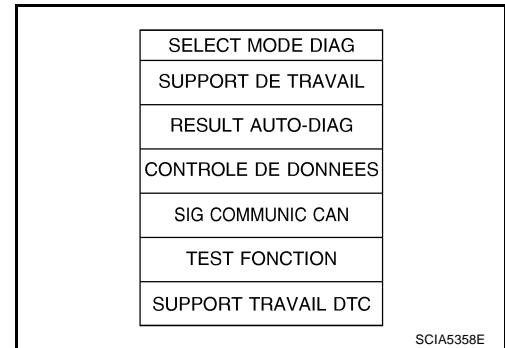 SELECT MODE DIAG
SUPPORT DE TRAVAIL
RESULT AUTO-DIAG
CONTROLE DE DONNEES
SIG COMMUNIC CAN
TEST FONCTION
SUPPORT TRAVAIL DTC
SCIA5358E